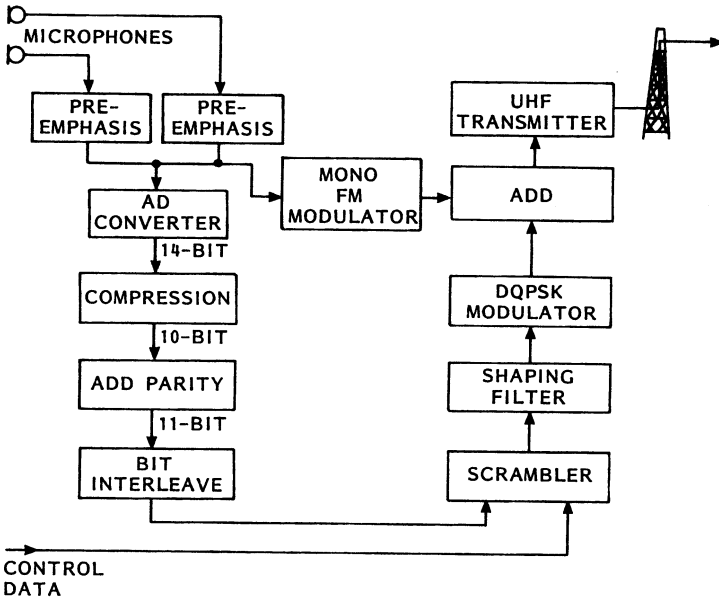 MICROPHONES
PRE-
EMPHASIS
PRE-
EMPHASIS
AD
CONVERTER
14-BIT
COMPRESSION
10-BIT
ADD PARITY
11-BIT
BIT
INTERLEAVE
CONTROL
DATA
MONO
FM
MODULATOR
UHF
TRANSMITTER
ADD
DQPSK
MODULATOR
SHAPING
FILTER
SCRAMBLER